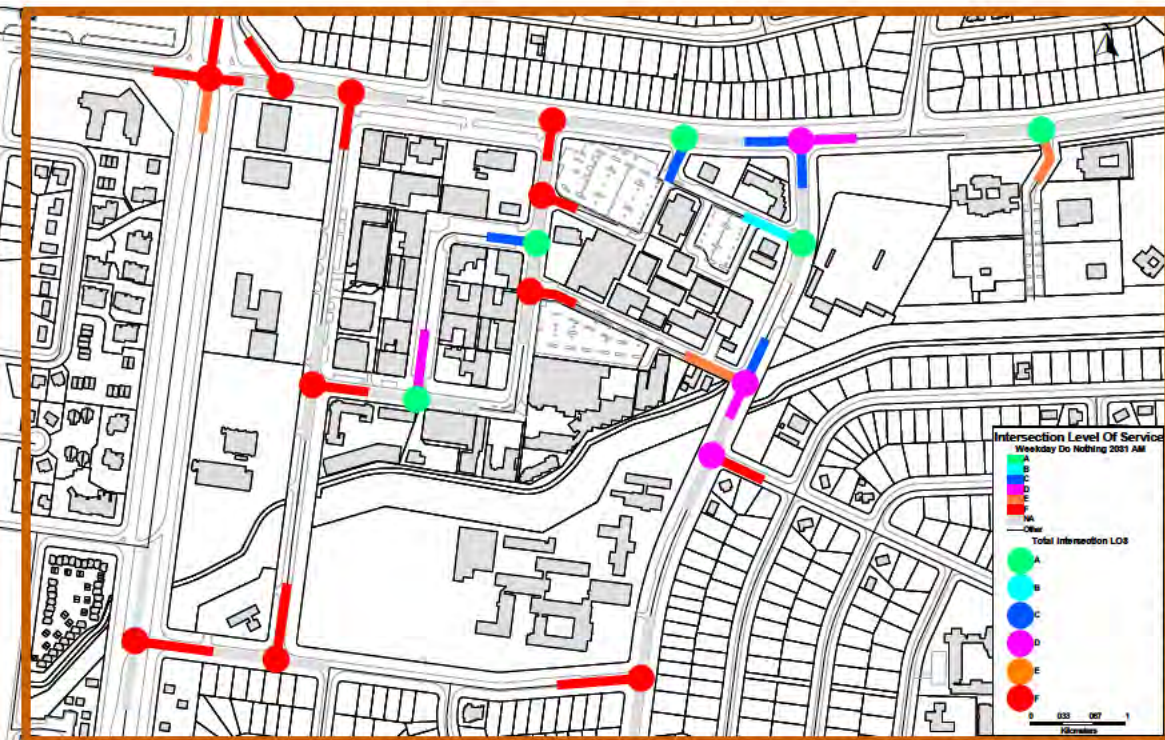 Intersection Level Of Service
Weekday Do Nothing 2031 AM
A
B
C
D
E
F
NA
Other
Total Intersection LOS
A
B
C
D
E
F
0 033 067 1
Kilometers